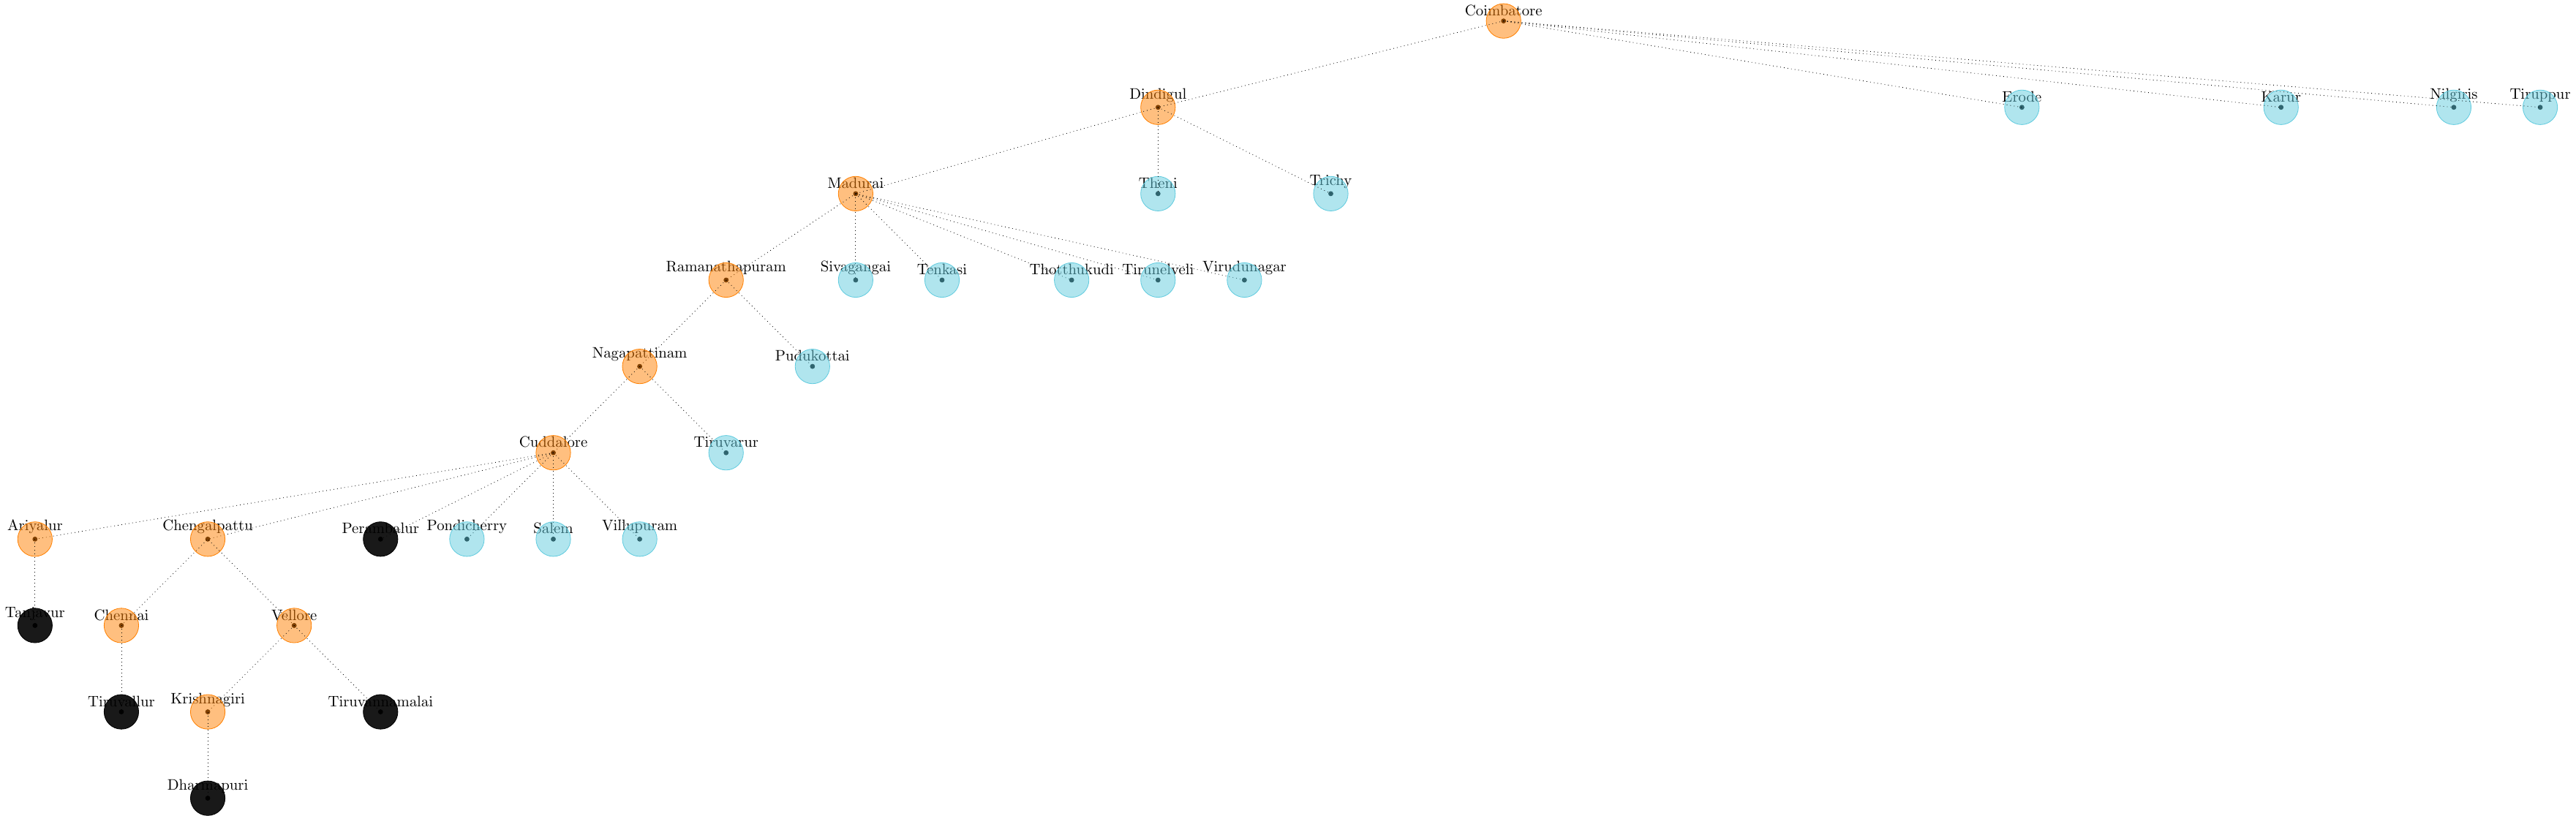 Coimbatore
Dindigul
Erode
Karur
Nilgiris
Tiruppur
Madurai
Theni
Trichy
Ramanathapuram
Sivagangai
Tenkasi
Thotthukudi
Tirunelveli
Virudunagar
Nagapattinam
Pudukottai
Cuddalore
Tiruvarur
Ariyalur
Chengalpattu
Perambalur
Pondicherry
Salem
Villupuram
Tanjavur
Chennai
Vellore
Tiruvallur
Krishnagiri
Tiruvannamalai
Dharmapuri